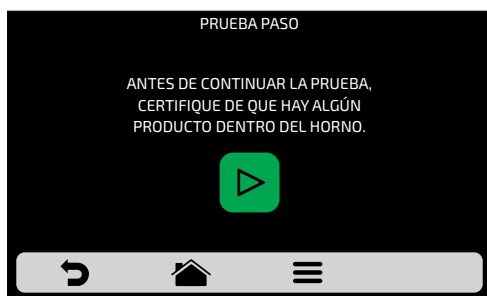 PRUEBA PASO
ANTES DE CONTINUAR LA PRUEBA,
CERTIFIQUE DE QUE HAY ALGÚN
PRODUCTO DENTRO DEL HORNO.